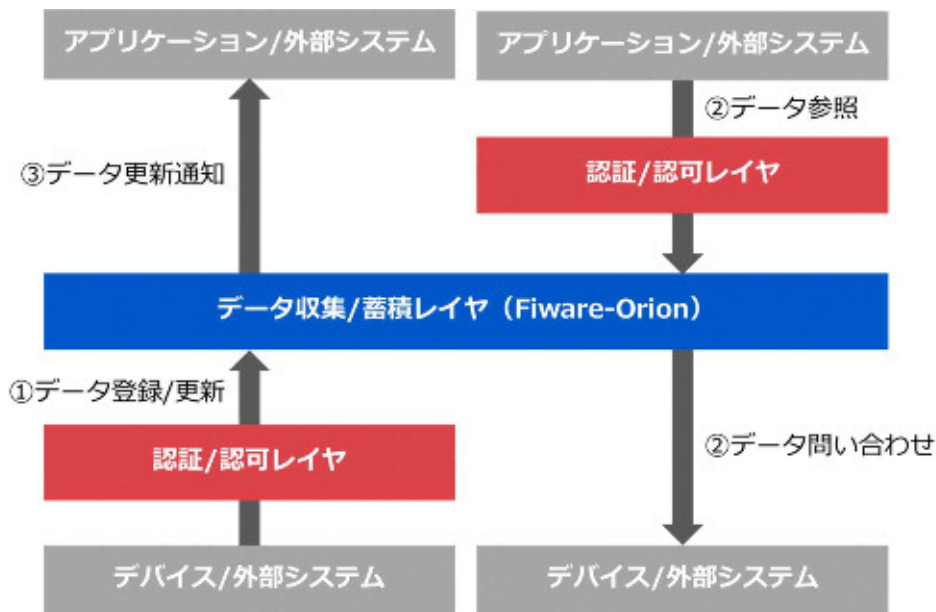 アプリケーション/外部システム
アプリケーション/外部システム
②データ参照
③データ更新通知
認証/認可レイヤ
データ収集/蓄積レイヤ（Fiware-Orion）
①データ登録/更新
認証/認可レイヤ
②データ問い合わせ
デバイス/外部システム
デバイス/外部システム